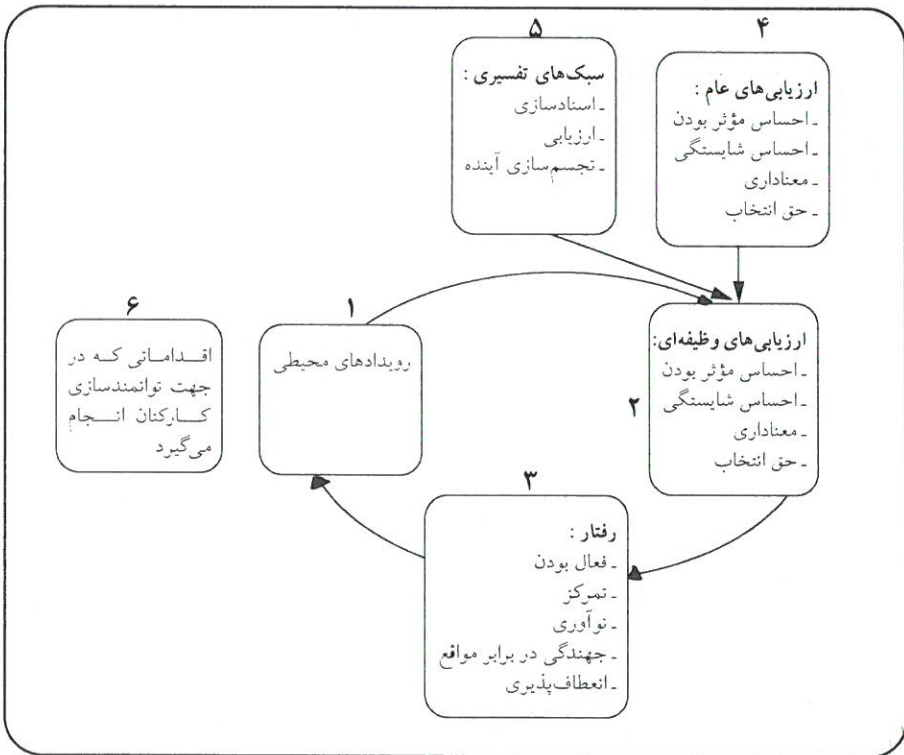 ۴
ارزیابی‌های عام :
ـ احساس مؤثر بودن
ـ احساس شایستگی
ـ معناداری
ـ حق انتخاب
۵
سبک‌های تفسیری :
ـ اسنادسازی
ـ ارزیابی
ـ تجسم‌سازی آینده
۲
ارزیابی‌های وظیفه‌ای:
ـ احساس مؤثر بودن
ـ احساس شایستگی
ـ معناداری
ـ حق انتخاب
۱
رویدادهای محیطی
۶
اقداماتی که در
جهت توانمندسازی
کارکنان انجام
می‌گیرد
۳
رفتار :
ـ فعال بودن
ـ تمرکز
ـ نوآوری
ـ جهندگی در برابر مواقع
ـ انعطاف‌پذیری